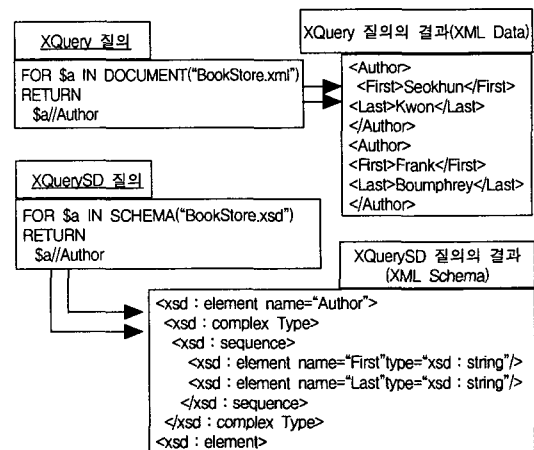 XQuery 질의
FOR $a IN DOCUMENT("BookStore.xml")
RETURN
$a//Author
XQuery 질의의 결과(XML Data)
<Author>
<First>Seokhun</First>
<Last>Kwon</Last>
</Author>
<Author>
<First>Frank</First>
<Last>Boumphrey</Last>
</Author>
XQuerySD 질의
FOR $a IN SCHEMA("BookStore.xsd")
RETURN
$a//Author
XQuerySD 질의의 결과
(XML Schema)
<xsd : element name="Author">
<xsd : complex Type>
<xsd : sequence>
<xsd : element name="First"type="xsd : string"/>
<xsd : element name="Last"type="xsd : string"/>
</xsd : sequence>
</xsd : complex Type>
<xsd : element>